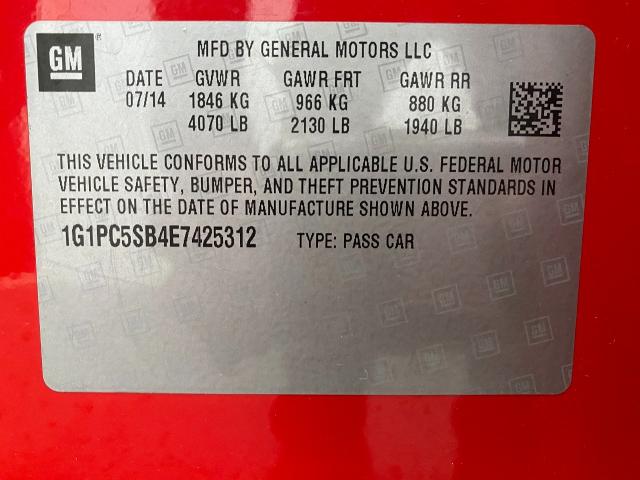 GM ®
MFD BY GENERAL MOTORS LLC
DATE GVWR GAWR FRT GAWR RR
07/14 1846 KG 966 KG 880 KG
4070 LB 2130 LB 1940 LB
THIS VEHICLE CONFORMS TO ALL APPLICABLE U.S. FEDERAL MOTOR
VEHICLE SAFETY, BUMPER, AND THEFT PREVENTION STANDARDS IN
EFFECT ON THE DATE OF MANUFACTURE SHOWN ABOVE.
1G1PC5SB4E7425312 TYPE: PASS CAR